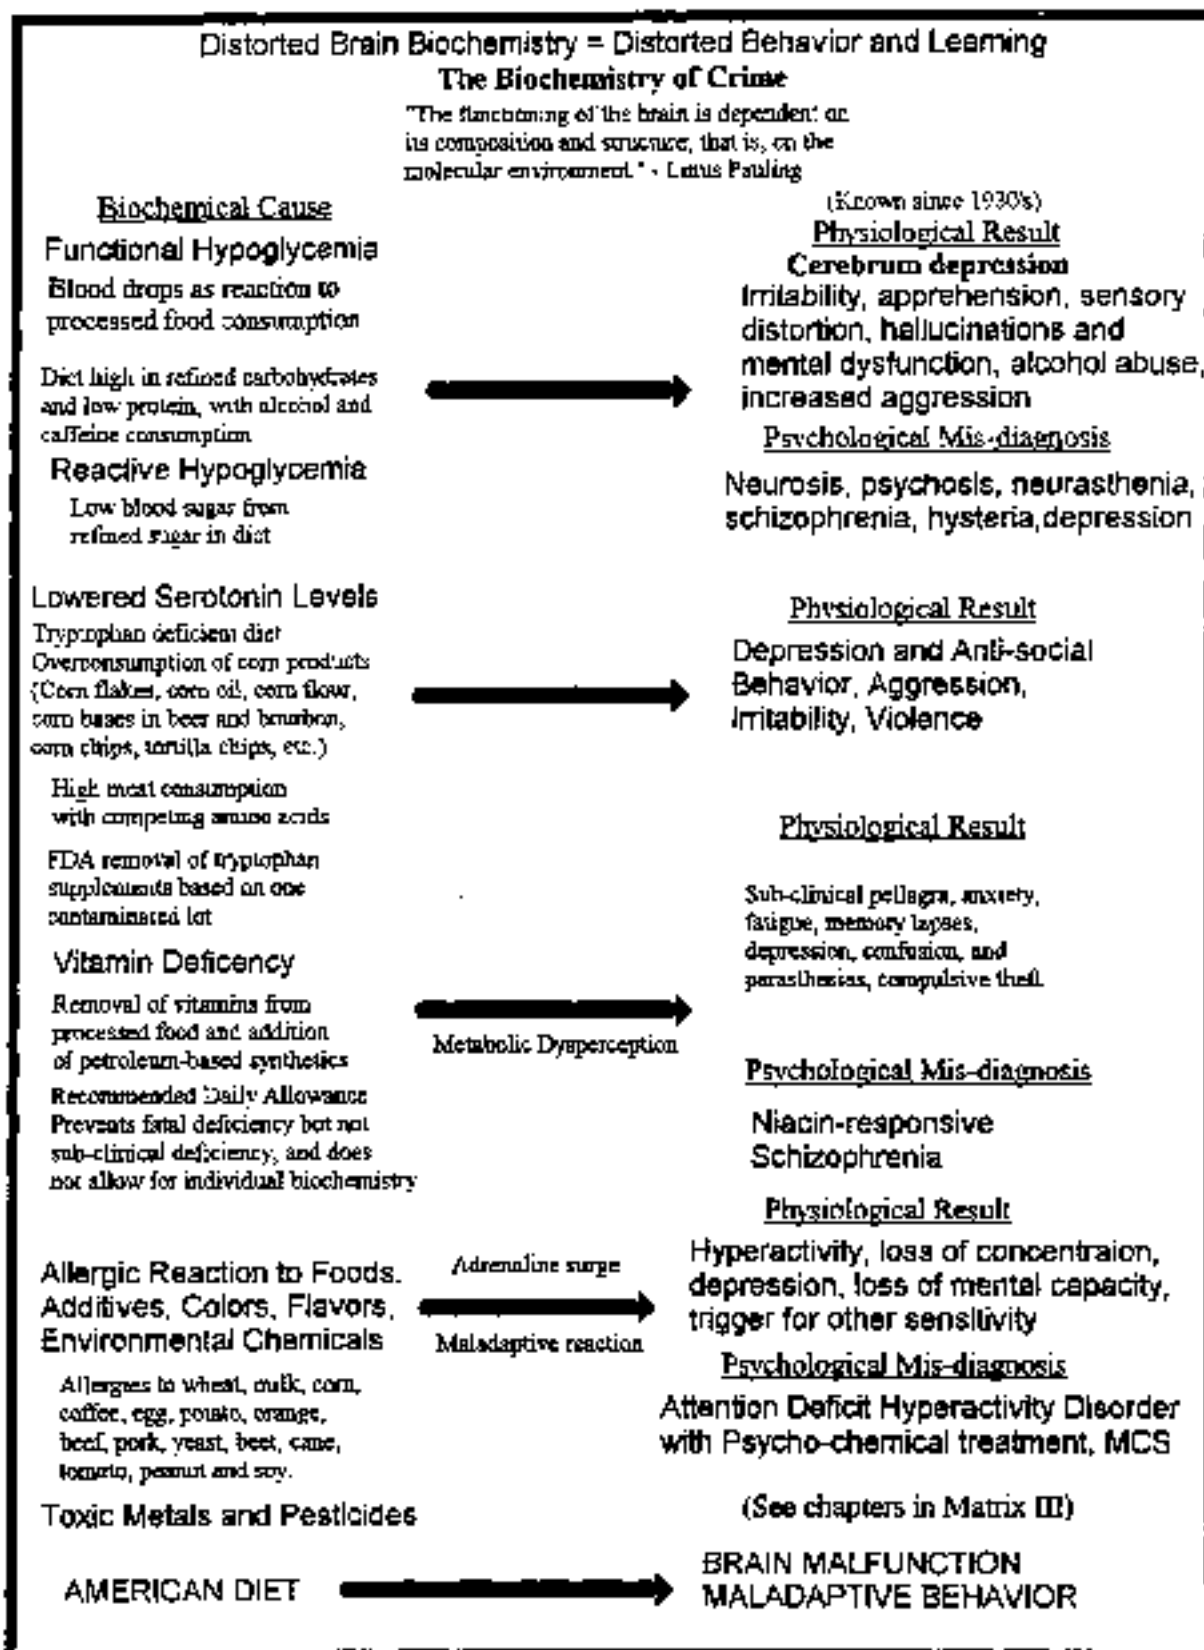 Distorted Brain Biochemistry = Distorted Behavior and Learning
The Biochemistry of Crime
"The functioning of the brain is dependent on
its composition and structure, that is, on the
molecular environment." - Linus Pauling
Biochemical Cause
Functional Hypoglycemia
Blood drops as reaction to
processed food consumption
Diet high in refined carbohydrates
and low protein, with alcohol and
caffeine consumption
Reactive Hypoglycemia
Low blood sugar from
refined sugar in diet
(Known since 1930's)
Physiological Result
Cerebrum depression
Irritability, apprehension, sensory
distortion, hallucinations and
mental dysfunction, alcohol abuse,
increased aggression
Psychological Mis-diagnosis
Neurosis, psychosis, neurasthenia,
schizophrenia, hysteria, depression
Lowered Serotonin Levels
Tryptophan deficient diet
Overconsumption of corn products
(Corn flakes, corn oil, corn flour,
corn bases in beer and bourbon,
corn chips, tortilla chips, etc.)
High meat consumption
with competing amino acids
FDA removal of tryptophan
supplements based on one
contaminated lot
Physiological Result
Depression and Anti-social
Behavior, Aggression,
Irritability, Violence
Vitamin Deficency
Removal of vitamins from
processed food and addition
of petroleum-based synthetics
Recommended Daily Allowance
Prevents fatal deficiency but not
sub-clinical deficiency, and does
not allow for individual biochemistry
Metabolic Dysperception
Physiological Result
Sub-clinical pellagra, anxiety,
fatigue, memory lapses,
depression, confusion, and
parasthesias, compulsive theft
Psychological Mis-diagnosis
Niacin-responsive
Schizophrenia
Allergic Reaction to Foods.
Additives, Colors, Flavors,
Environmental Chemicals
Allergies to wheat, milk, corn,
coffee, egg, potato, orange,
beef, pork, yeast, beet, cane,
tomato, peanut and soy.
Adrenaline surge
Maladaptive reaction
Physiological Result
Hyperactivity, loss of concentraion,
depression, loss of mental capacity,
trigger for other sensitivity
Psychological Mis-diagnosis
Attention Deficit Hyperactivity Disorder
with Psycho-chemical treatment, MCS
Toxic Metals and Pesticides
(See chapters in Matrix III)
AMERICAN DIET
BRAIN MALFUNCTION
MALADAPTIVE BEHAVIOR